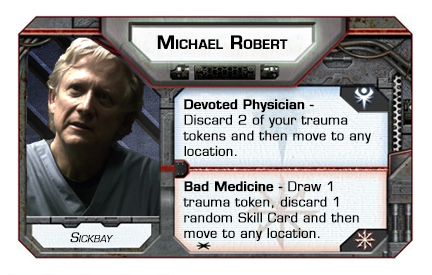 MICHAEL ROBERT
Devoted Physician -
Discard 2 of your trauma
tokens and then move to any
location.
Bad Medicine - Draw 1
trauma token, discard 1
random Skill Card and then
move to any location.
SICKBAY